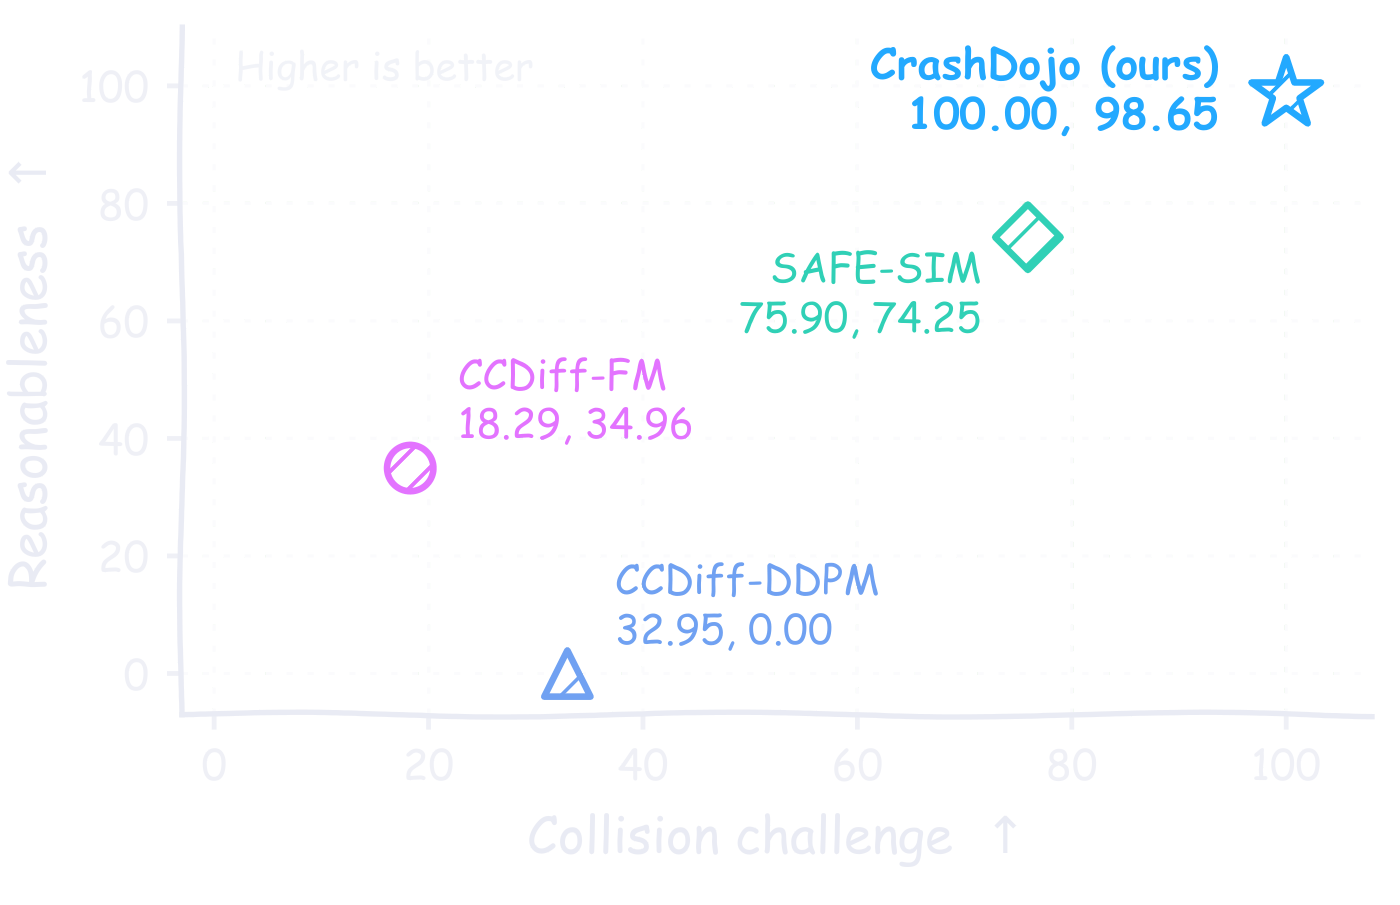 Higher is better
CrashDojo (ours)
100.00, 98.65
SAFE-SIM
75.90, 74.25
CCDiff-FM
18.29, 34.96
CCDiff-DDPM
32.95, 0.00
Reasonableness ↑
100
80
60
40
20
0
0 20 40 60 80 100
Collision challenge ↑